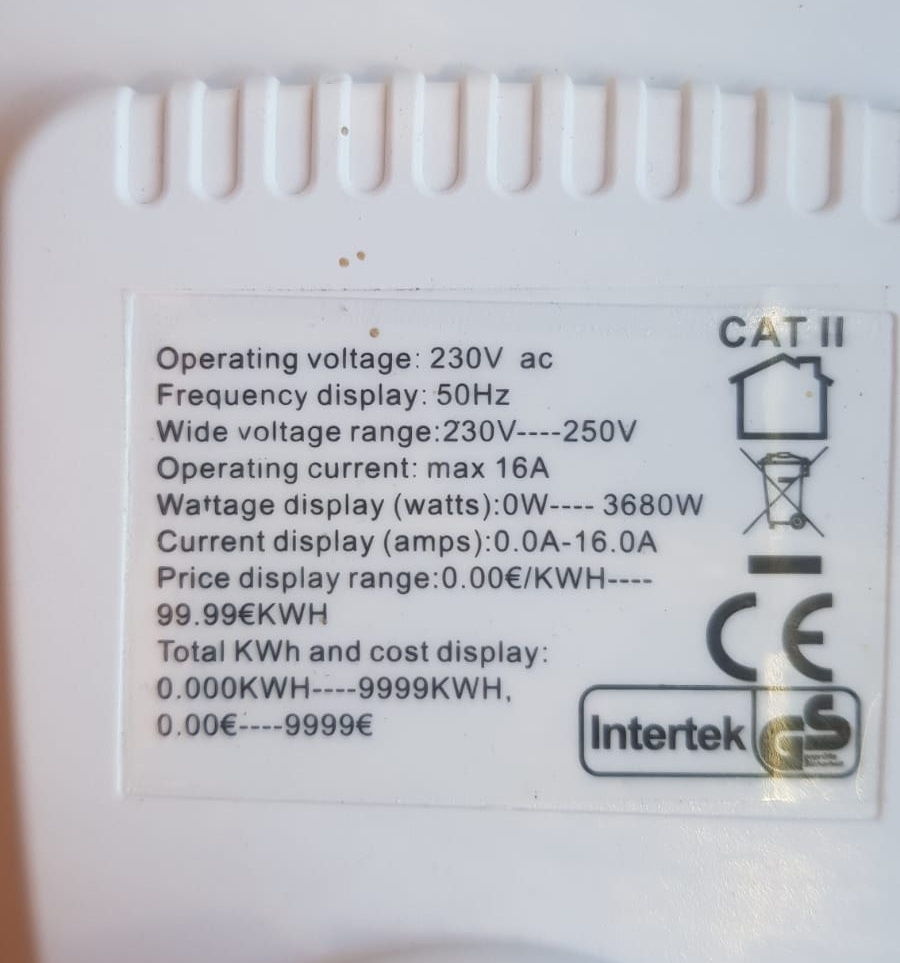 Operating voltage: 230V ac
Frequency display: 50Hz
Wide voltage range:230V----250V
Operating current: max 16A
Wattage display (watts):0W---- 3680W
Current display (amps):0.0A-16.0A
Price display range:0.00€/KWH----
99.99€KWH
Total KWh and cost display:
0.000KWH----9999KWH,
0.00€----9999€
CAT II
CE
Intertek
GS
geprüfte
Sicherheit